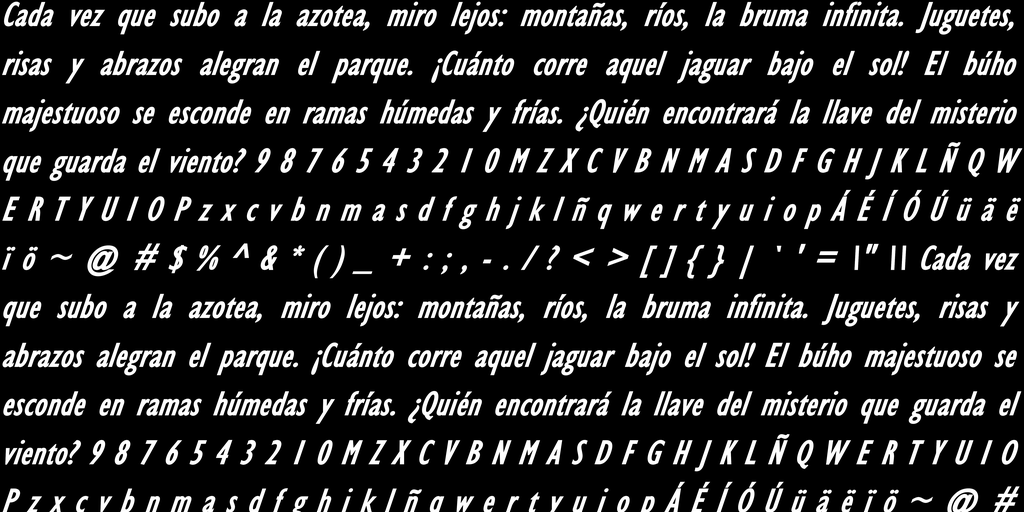 Cada vez que subo a la azotea, miro lejos: montañas, ríos, la bruma infinita. Juguetes,
risas y abrazos alegran el parque. ¡Cuánto corre aquel jaguar bajo el sol! El búho
majestuoso se esconde en ramas húmedas y frías. ¿Quién encontrará la llave del misterio
que guarda el viento? 9 8 7 6 5 4 3 2 1 0 M Z X C V B N M A S D F G H J K L Ñ Q W
E R T Y U I O P z x c v b n m a s d f g h j k l ñ q w e r t y u i o p Á É Í Ó Ú ü ä ë
ï ö ~ @ # $ % ^ & * ( ) _ + : ; , - . / ? < > [ ] { } | ` ' = \" \\ Cada vez
que subo a la azotea, miro lejos: montañas, ríos, la bruma infinita. Juguetes, risas y
abrazos alegran el parque. ¡Cuánto corre aquel jaguar bajo el sol! El búho majestuoso se
esconde en ramas húmedas y frías. ¿Quién encontrará la llave del misterio que guarda el
viento? 9 8 7 6 5 4 3 2 1 0 M Z X C V B N M A S D F G H J K L Ñ Q W E R T Y U I O
P z x c v b n m a s d f g h j k l ñ q w e r t y u i o p Á É Í Ó Ú ü ä ë ï ö ~ @ #